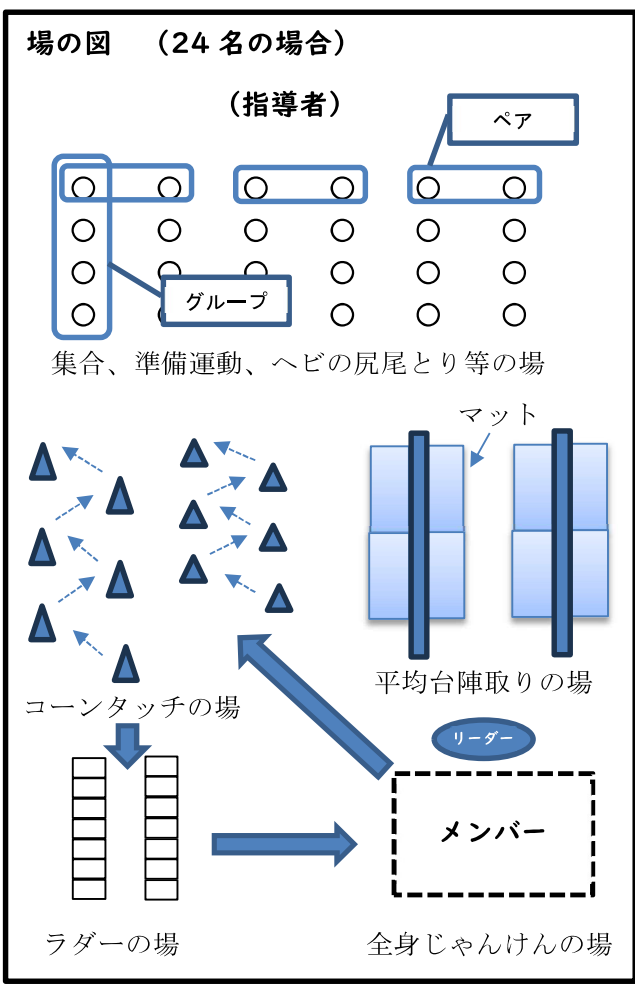 場の図　（24 名の場合）
（指導者）
ペア
グループ
集合、準備運動、ヘビの尻尾とり等の場
マット
平均台陣取りの場
コーンタッチの場
リーダー
メンバー
ラダーの場
全身じゃんけんの場